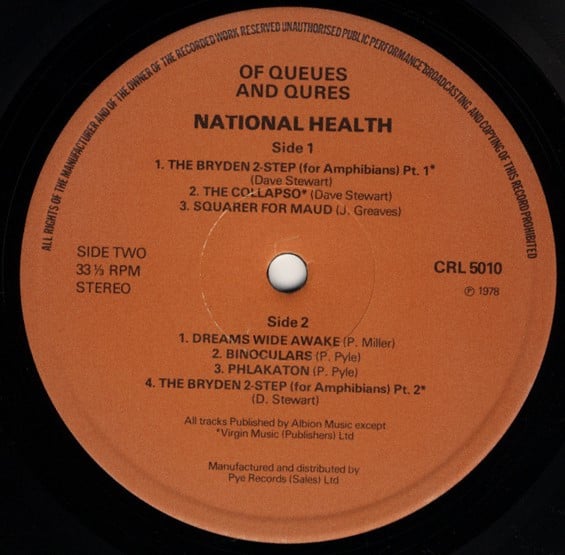 ALL RIGHTS OF THE MANUFACTURER AND OF THE OWNER OF THE RECORDED WORK RESERVED UNAUTHORISED PUBLIC PERFORMANCE BROADCASTING AND COPYING OF THIS RECORD PROHIBITED
OF QUEUES
AND QURES
NATIONAL HEALTH
Side 1
1. THE BRYDEN 2-STEP (for Amphibians) Pt. 1*
(Dave Stewart)
2. THE COLLAPSO* (Dave Stewart)
3. SQUARER FOR MAUD (J. Greaves)
SIDE TWO
33⅓ RPM
STEREO
CRL 5010
℗ 1978
Side 2
1. DREAMS WIDE AWAKE (P. Miller)
2. BINOCULARS (P. Pyle)
3. PHLAKATON (P. Pyle)
4. THE BRYDEN 2-STEP (for Amphibians) Pt. 2*
(D. Stewart)
All tracks Published by Albion Music except
*Virgin Music (Publishers) Ltd
Manufactured and distributed by
Pye Records (Sales) Ltd